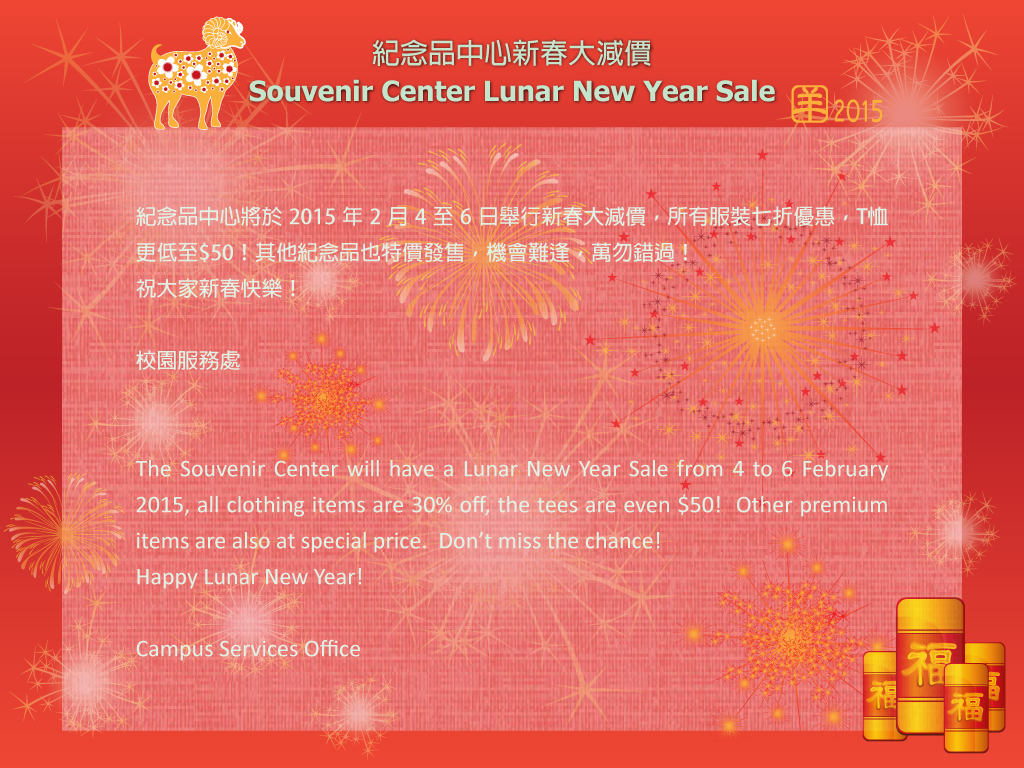 紀念品中心新春大減價
Souvenir Center Lunar New Year Sale
羊 2015
紀念品中心將於 2015 年 2 月 4 至 6 日舉行新春大減價，所有服裝七折優惠，T恤
更低至$50！其他紀念品也特價發售，機會難逢，萬勿錯過！
祝大家新春快樂！
校園服務處
The Souvenir Center will have a Lunar New Year Sale from 4 to 6 February
2015, all clothing items are 30% off, the tees are even $50!  Other premium
items are also at special price.  Don't miss the chance!
Happy Lunar New Year!
Campus Services Office
福
福
福
福